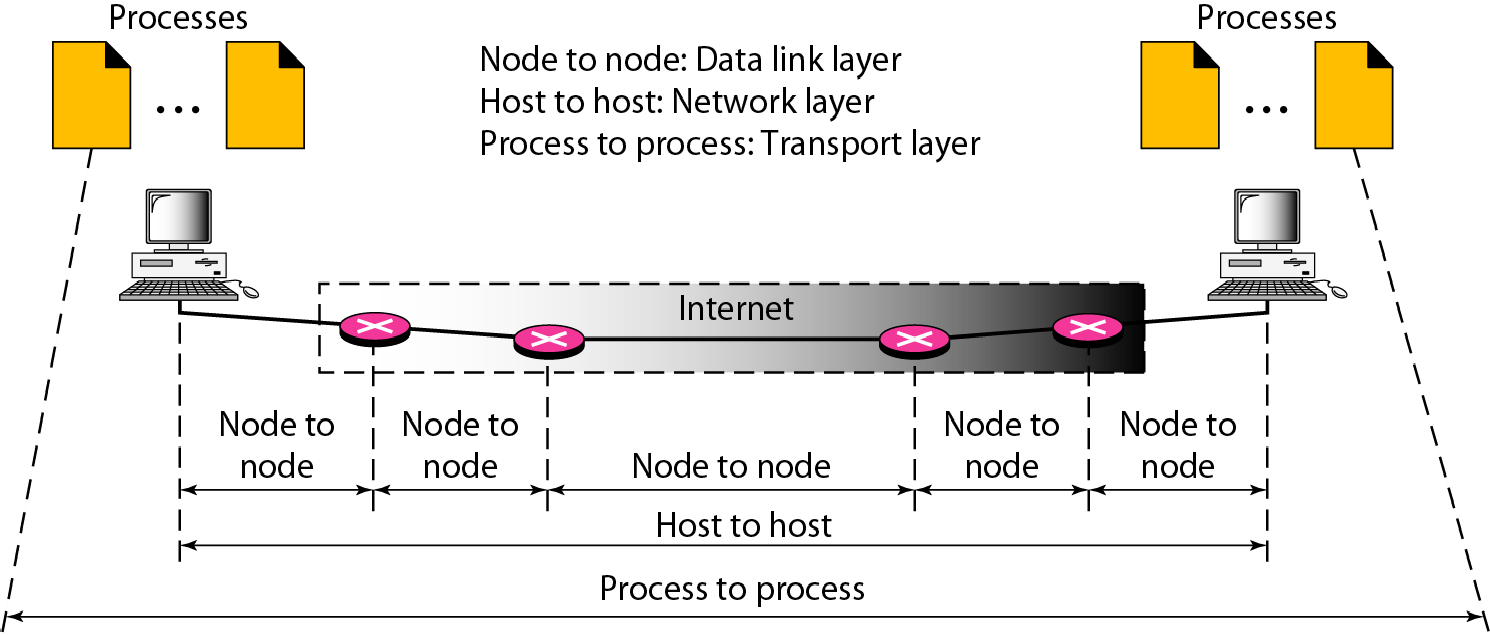 Processes
Processes
Node to node: Data link layer
Host to host: Network layer
Process to process: Transport layer
Internet
Node to
node
Node to
node
Node to node
Node to
node
Node to
node
Host to host
Process to process